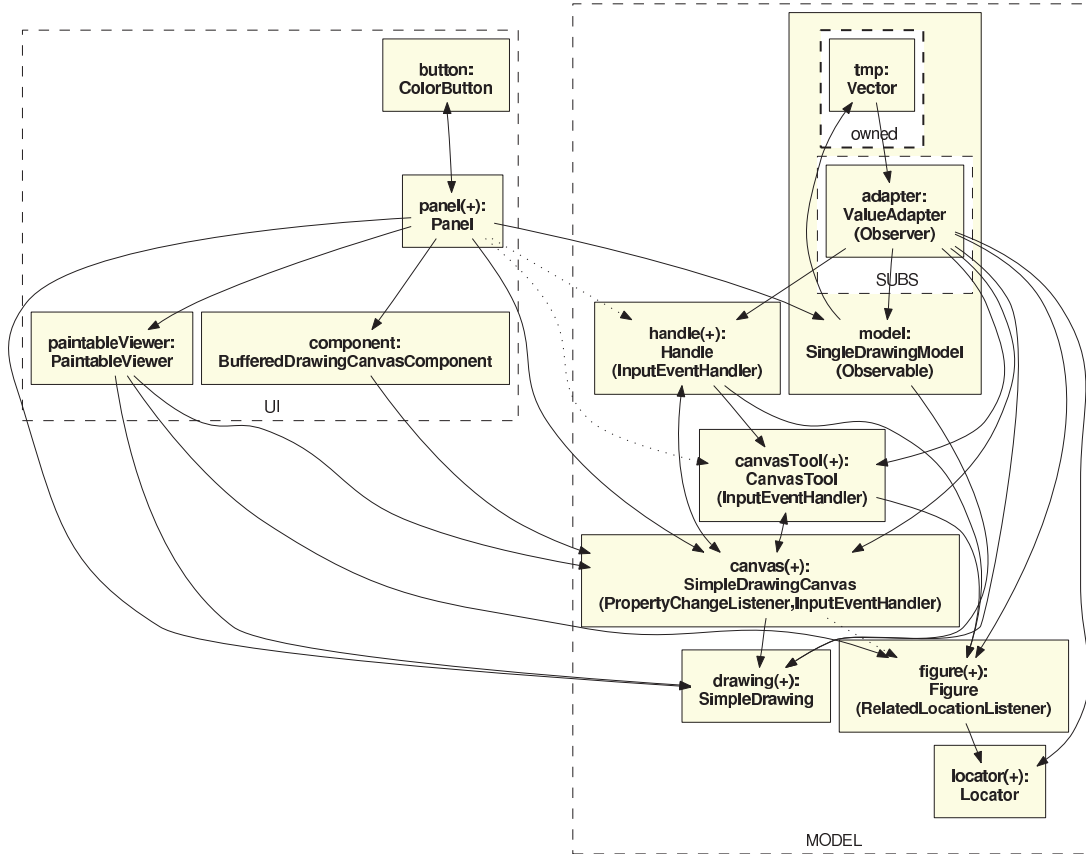 button:
ColorButton
panel(+):
Panel
paintableViewer:
PaintableViewer
component:
BufferedDrawingCanvasComponent
UI
tmp:
Vector
owned
adapter:
ValueAdapter
(Observer)
SUBS
handle(+):
Handle
(InputEventHandler)
model:
SingleDrawingModel
(Observable)
canvasTool(+):
CanvasTool
(InputEventHandler)
canvas(+):
SimpleDrawingCanvas
(PropertyChangeListener,InputEventHandler)
drawing(+):
SimpleDrawing
figure(+):
Figure
(RelatedLocationListener)
locator(+):
Locator
MODEL